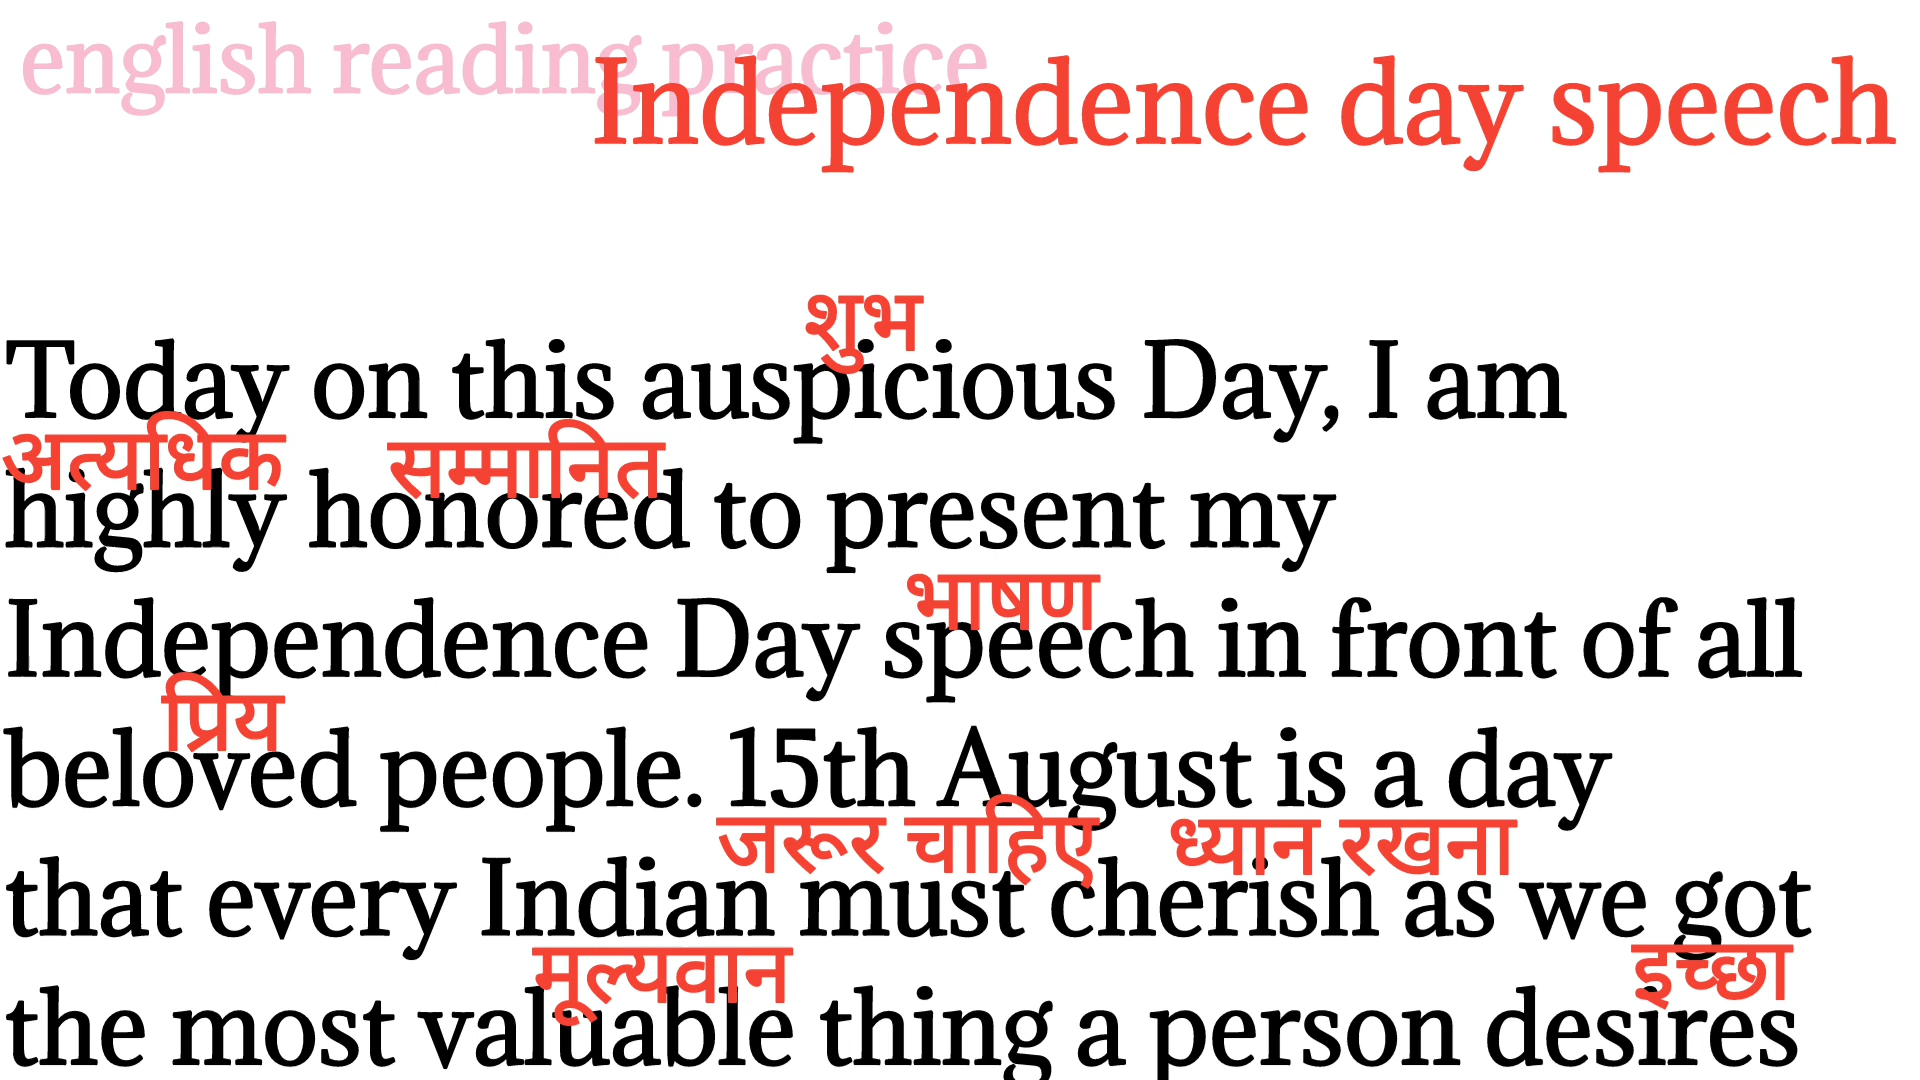 english reading practice
Independence day speech
शुभ
Today on this auspicious Day, I am
अत्यधिक सम्मानित
highly honored to present my
भाषण
Independence Day speech in front of all
प्रिय
beloved people. 15th August is a day
जरूर चाहिए ध्यान रखना
that every Indian must cherish as we got
मूल्यवान इच्छा
the most valuable thing a person desires